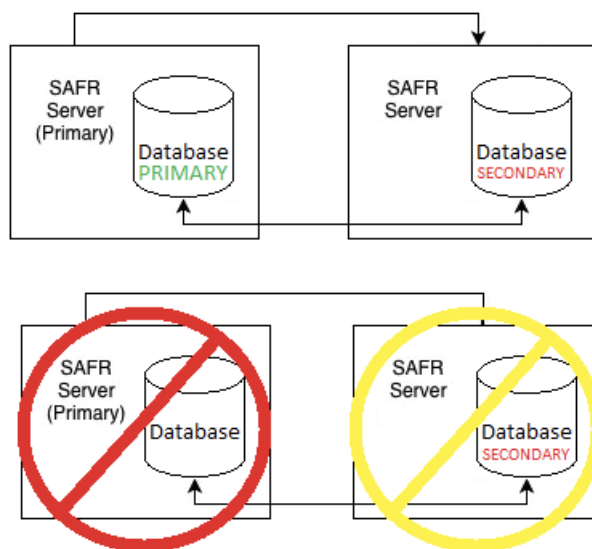 SAFR
Server
(Primary)
Database
PRIMARY
SAFR
Server
Database
SECONDARY
SAFR
Server
(Primary)
Database
SAFR
Server
Database
SECONDARY